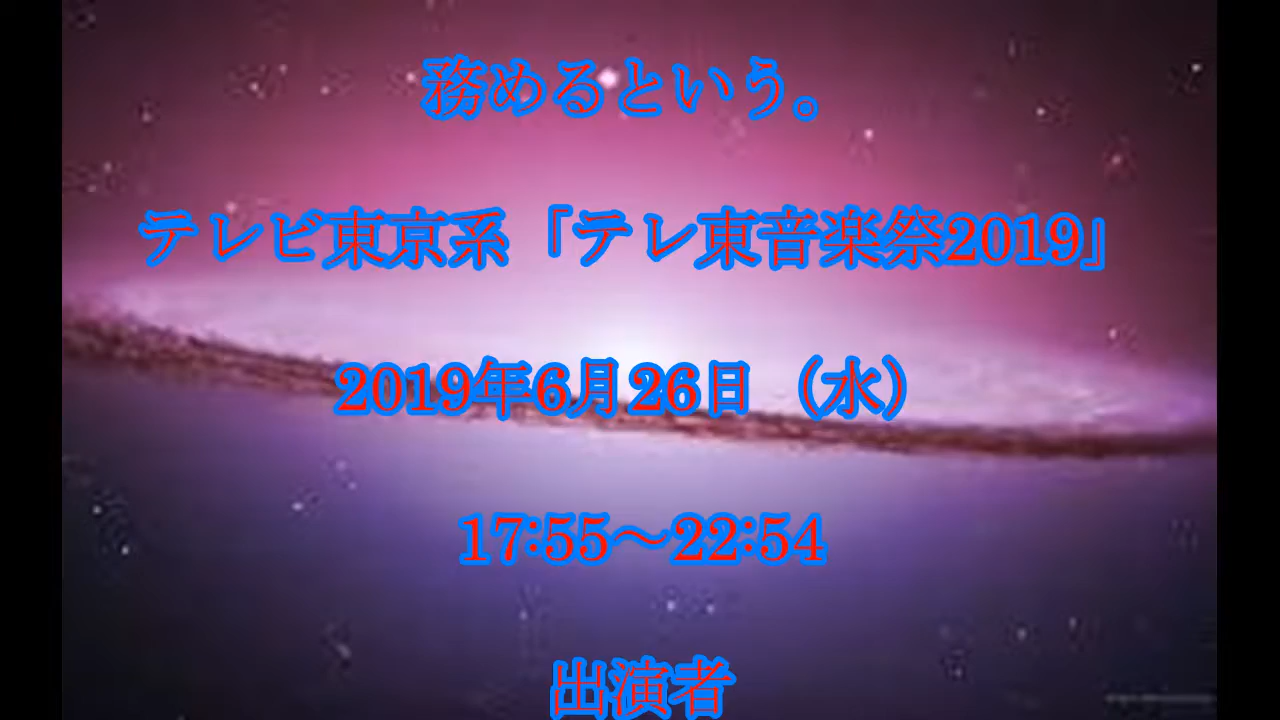 務めるという。
テレビ東京系「テレ東音楽祭2019」
2019年6月26日（水）
17:55～22:54
出演者